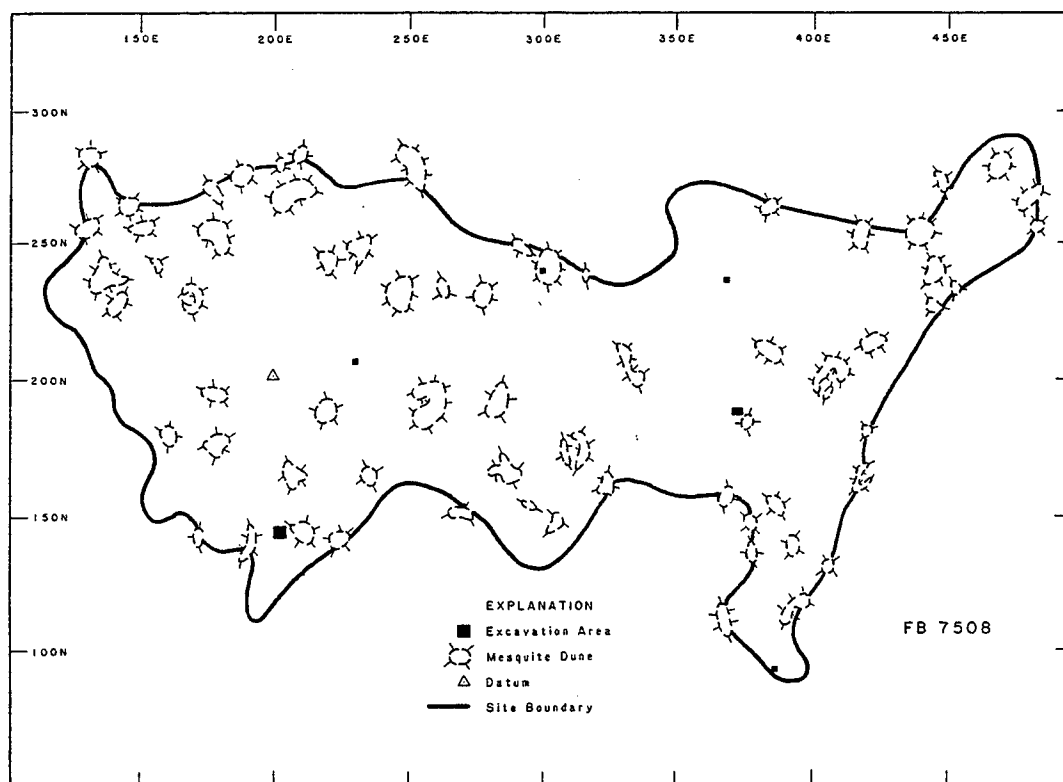 150E 200E 250E 300E 350E 400E 450E
300N
250N
200N
150N
100N
EXPLANATION
Excavation Area
Mesquite Dune
Datum
Site Boundary
FB 7508